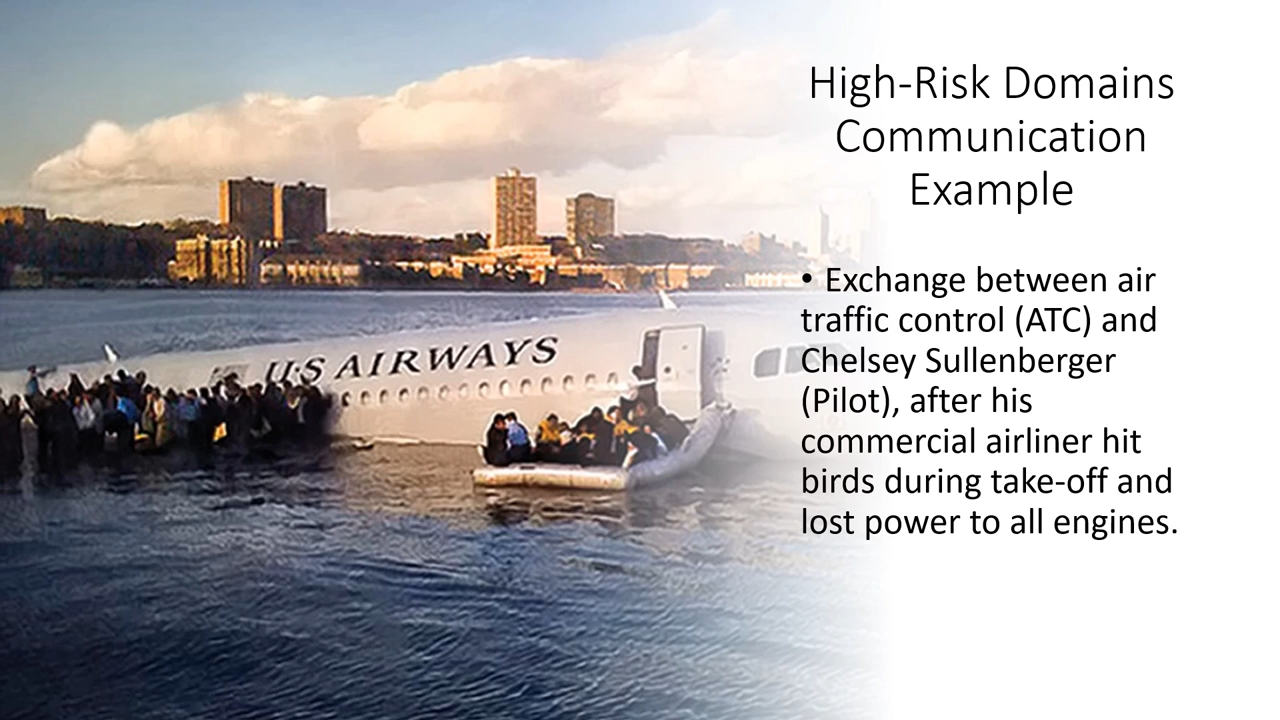 High-Risk Domains
Communication
Example
• Exchange between air
traffic control (ATC) and
Chelsey Sullenberger
(Pilot), after his
commercial airliner hit
birds during take-off and
lost power to all engines.
US AIRWAYS